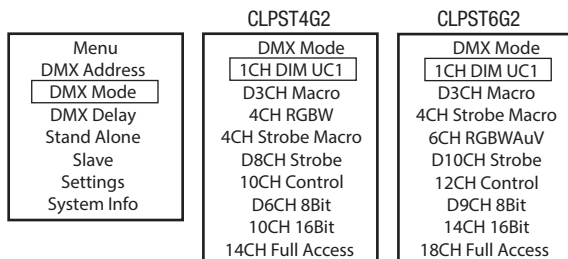 CLPST4G2
CLPST6G2
Menu
DMX Address
DMX Mode
DMX Delay
Stand Alone
Slave
Settings
System Info
DMX Mode
1CH DIM UC1
D3CH Macro
4CH RGBW
4CH Strobe Macro
D8CH Strobe
10CH Control
D6CH 8Bit
10CH 16Bit
14CH Full Access
DMX Mode
1CH DIM UC1
D3CH Macro
4CH Strobe Macro
6CH RGBWAuV
D10CH Strobe
12CH Control
D9CH 8Bit
14CH 16Bit
18CH Full Access